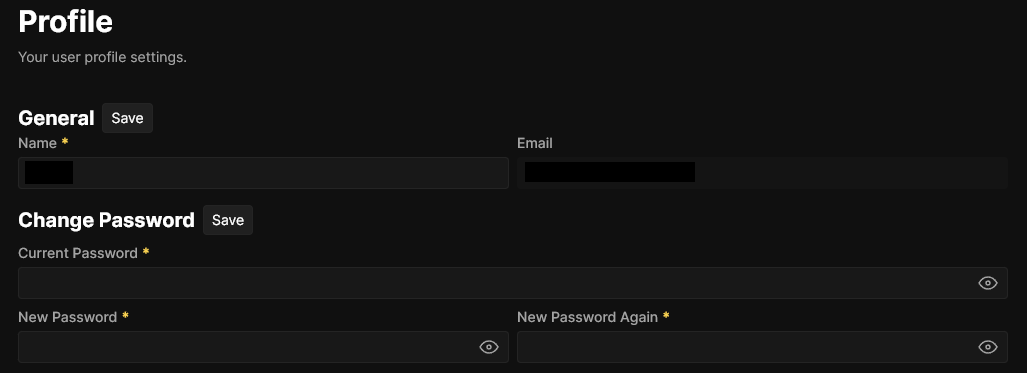 Profile
Your user profile settings.
General Save
Name *
Email
Change Password Save
Current Password *
New Password *
New Password Again *